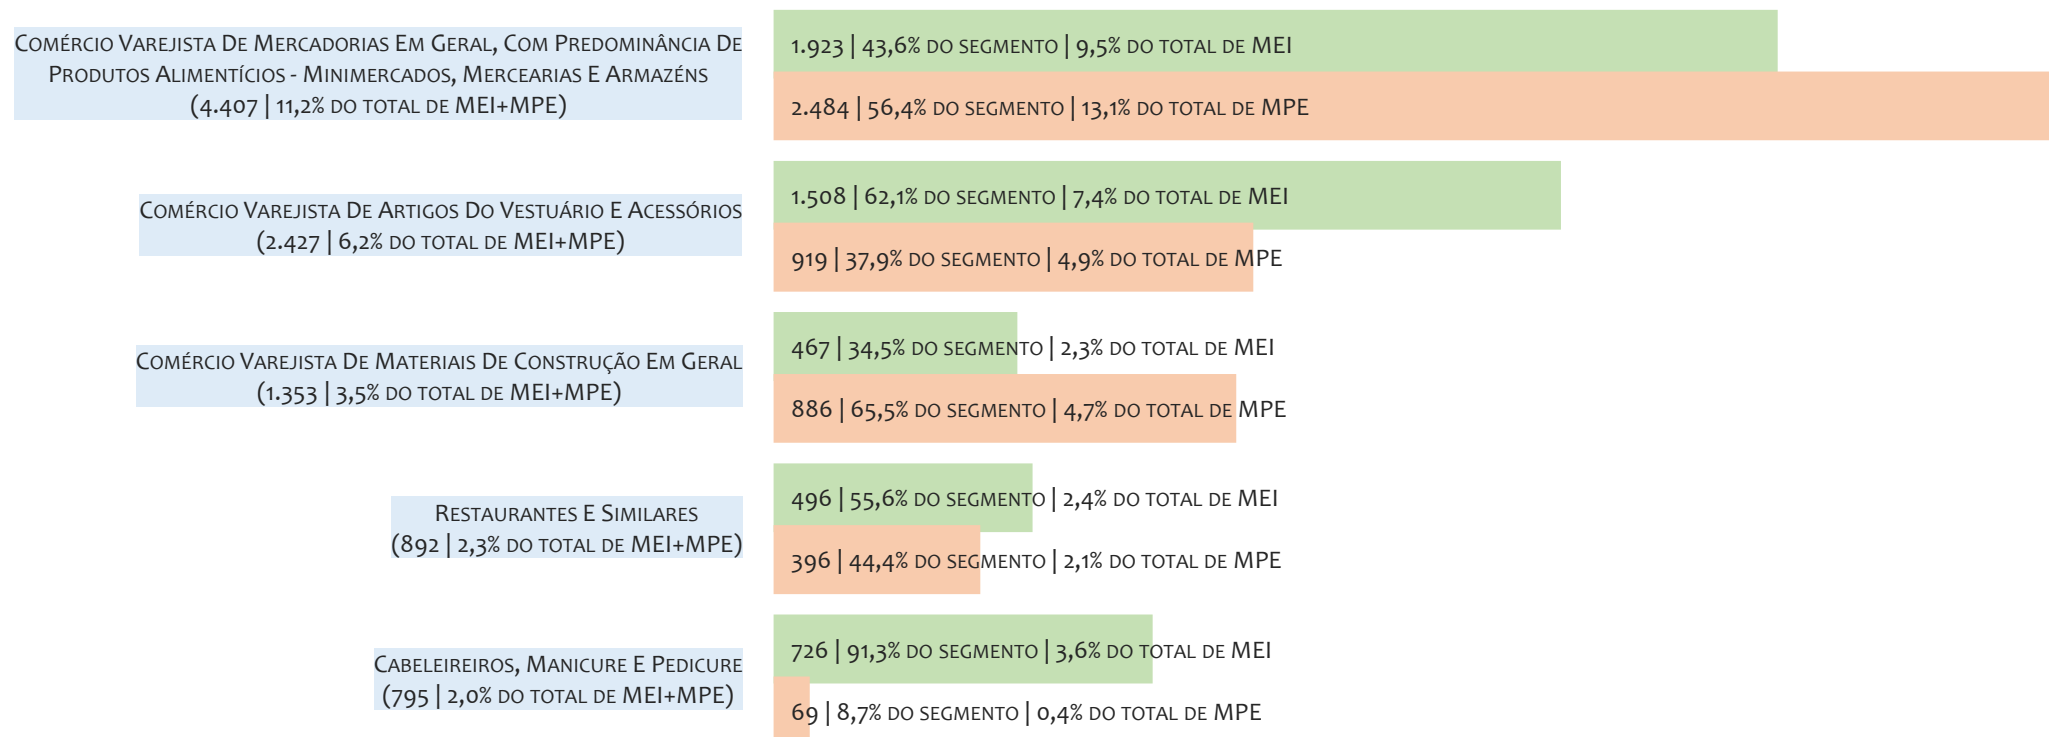 Comércio Varejista De Mercadorias Em Geral, Com Predominância De
Produtos Alimentícios - Minimercados, Mercearias E Armazéns
(4.407 | 11,2% do total de MEI+MPE)
1.923 | 43,6% do segmento | 9,5% do total de MEI
2.484 | 56,4% do segmento | 13,1% do total de MPE
Comércio Varejista De Artigos Do Vestuário E Acessórios
(2.427 | 6,2% do total de MEI+MPE)
1.508 | 62,1% do segmento | 7,4% do total de MEI
919 | 37,9% do segmento | 4,9% do total de MPE
Comércio Varejista De Materiais De Construção Em Geral
(1.353 | 3,5% do total de MEI+MPE)
467 | 34,5% do segmento | 2,3% do total de MEI
886 | 65,5% do segmento | 4,7% do total de MPE
Restaurantes E Similares
(892 | 2,3% do total de MEI+MPE)
496 | 55,6% do segmento | 2,4% do total de MEI
396 | 44,4% do segmento | 2,1% do total de MPE
Cabeleireiros, Manicure E Pedicure
(795 | 2,0% do total de MEI+MPE)
726 | 91,3% do segmento | 3,6% do total de MEI
69 | 8,7% do segmento | 0,4% do total de MPE